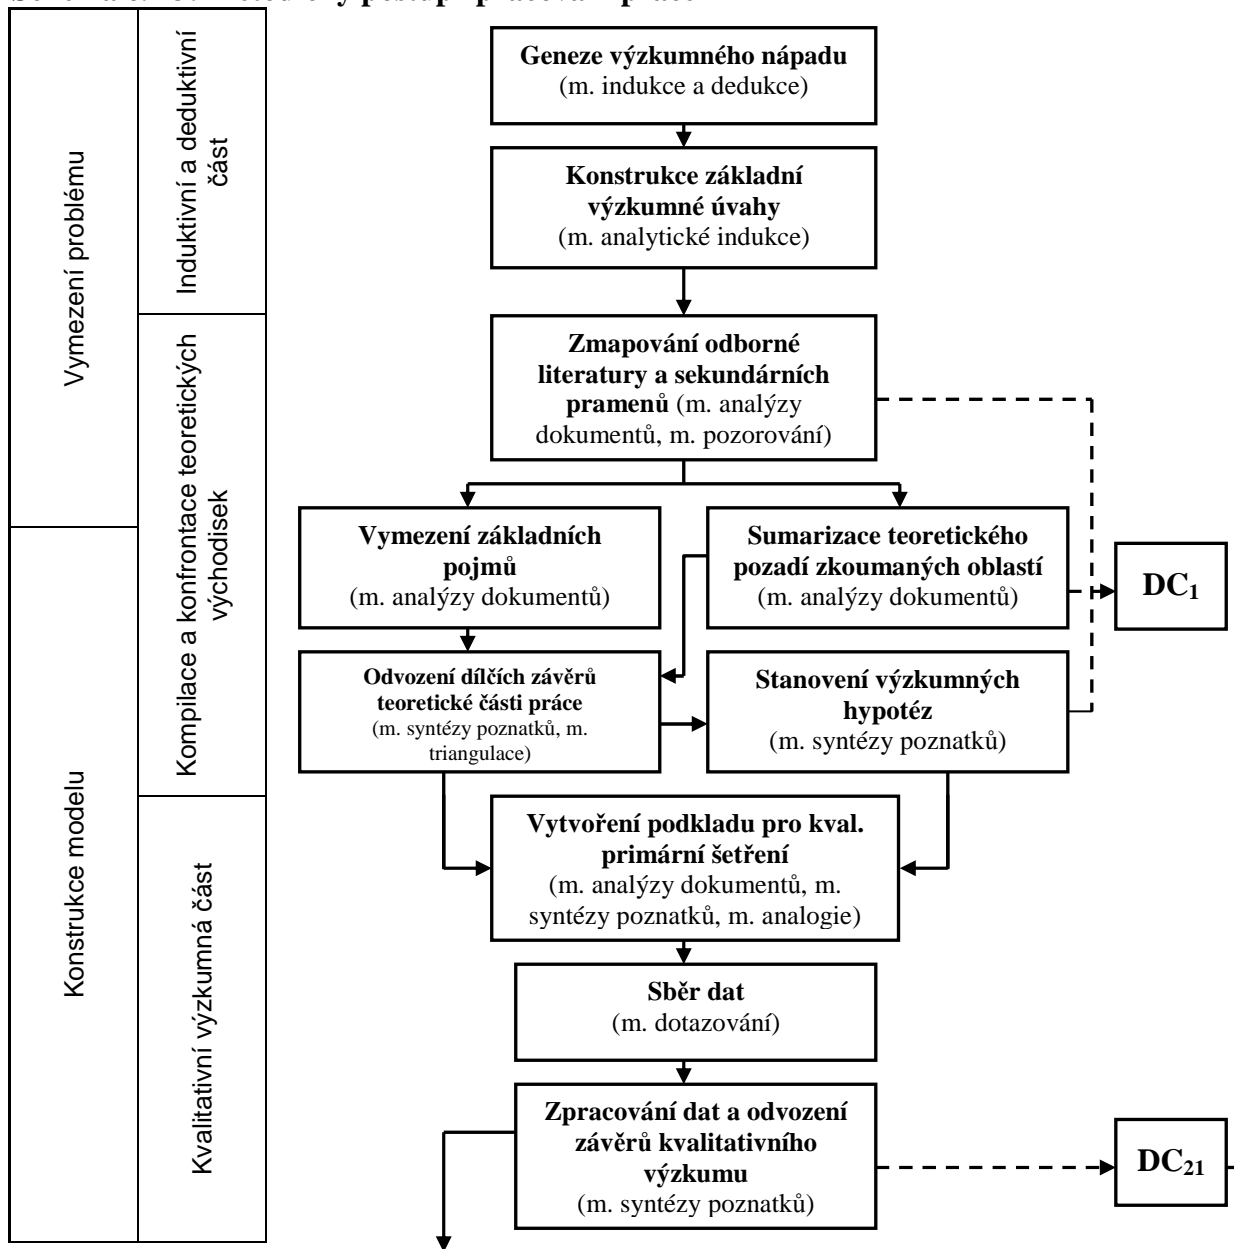 Geneze výzkumného nápadu
(m. indukce a dedukce)
Konstrukce základní
výzkumné úvahy
(m. analytické indukce)
Zmapování odborné
literatury a sekundárních
pramenů (m. analýzy
dokumentů, m. pozorování)
Vymezení základních
pojmů
(m. analýzy dokumentů)
Sumarizace teoretického
pozadí zkoumaných oblastí
(m. analýzy dokumentů)
DC1
Odvození dílčích závěrů
teoretické části práce
(m. syntézy poznatků, m.
triangulace)
Stanovení výzkumných
hypotéz
(m. syntézy poznatků)
Vytvoření podkladu pro kval.
primární šetření
(m. analýzy dokumentů, m.
syntézy poznatků, m. analogie)
Sběr dat
(m. dotazování)
Zpracování dat a odvození
závěrů kvalitativního
výzkumu
(m. syntézy poznatků)
DC21
Vymezení problému
Konstrukce modelu
Induktivní a deduktivní
část
Kompilace a konfrontace teoretických
východisek
Kvalitativní výzkumná část